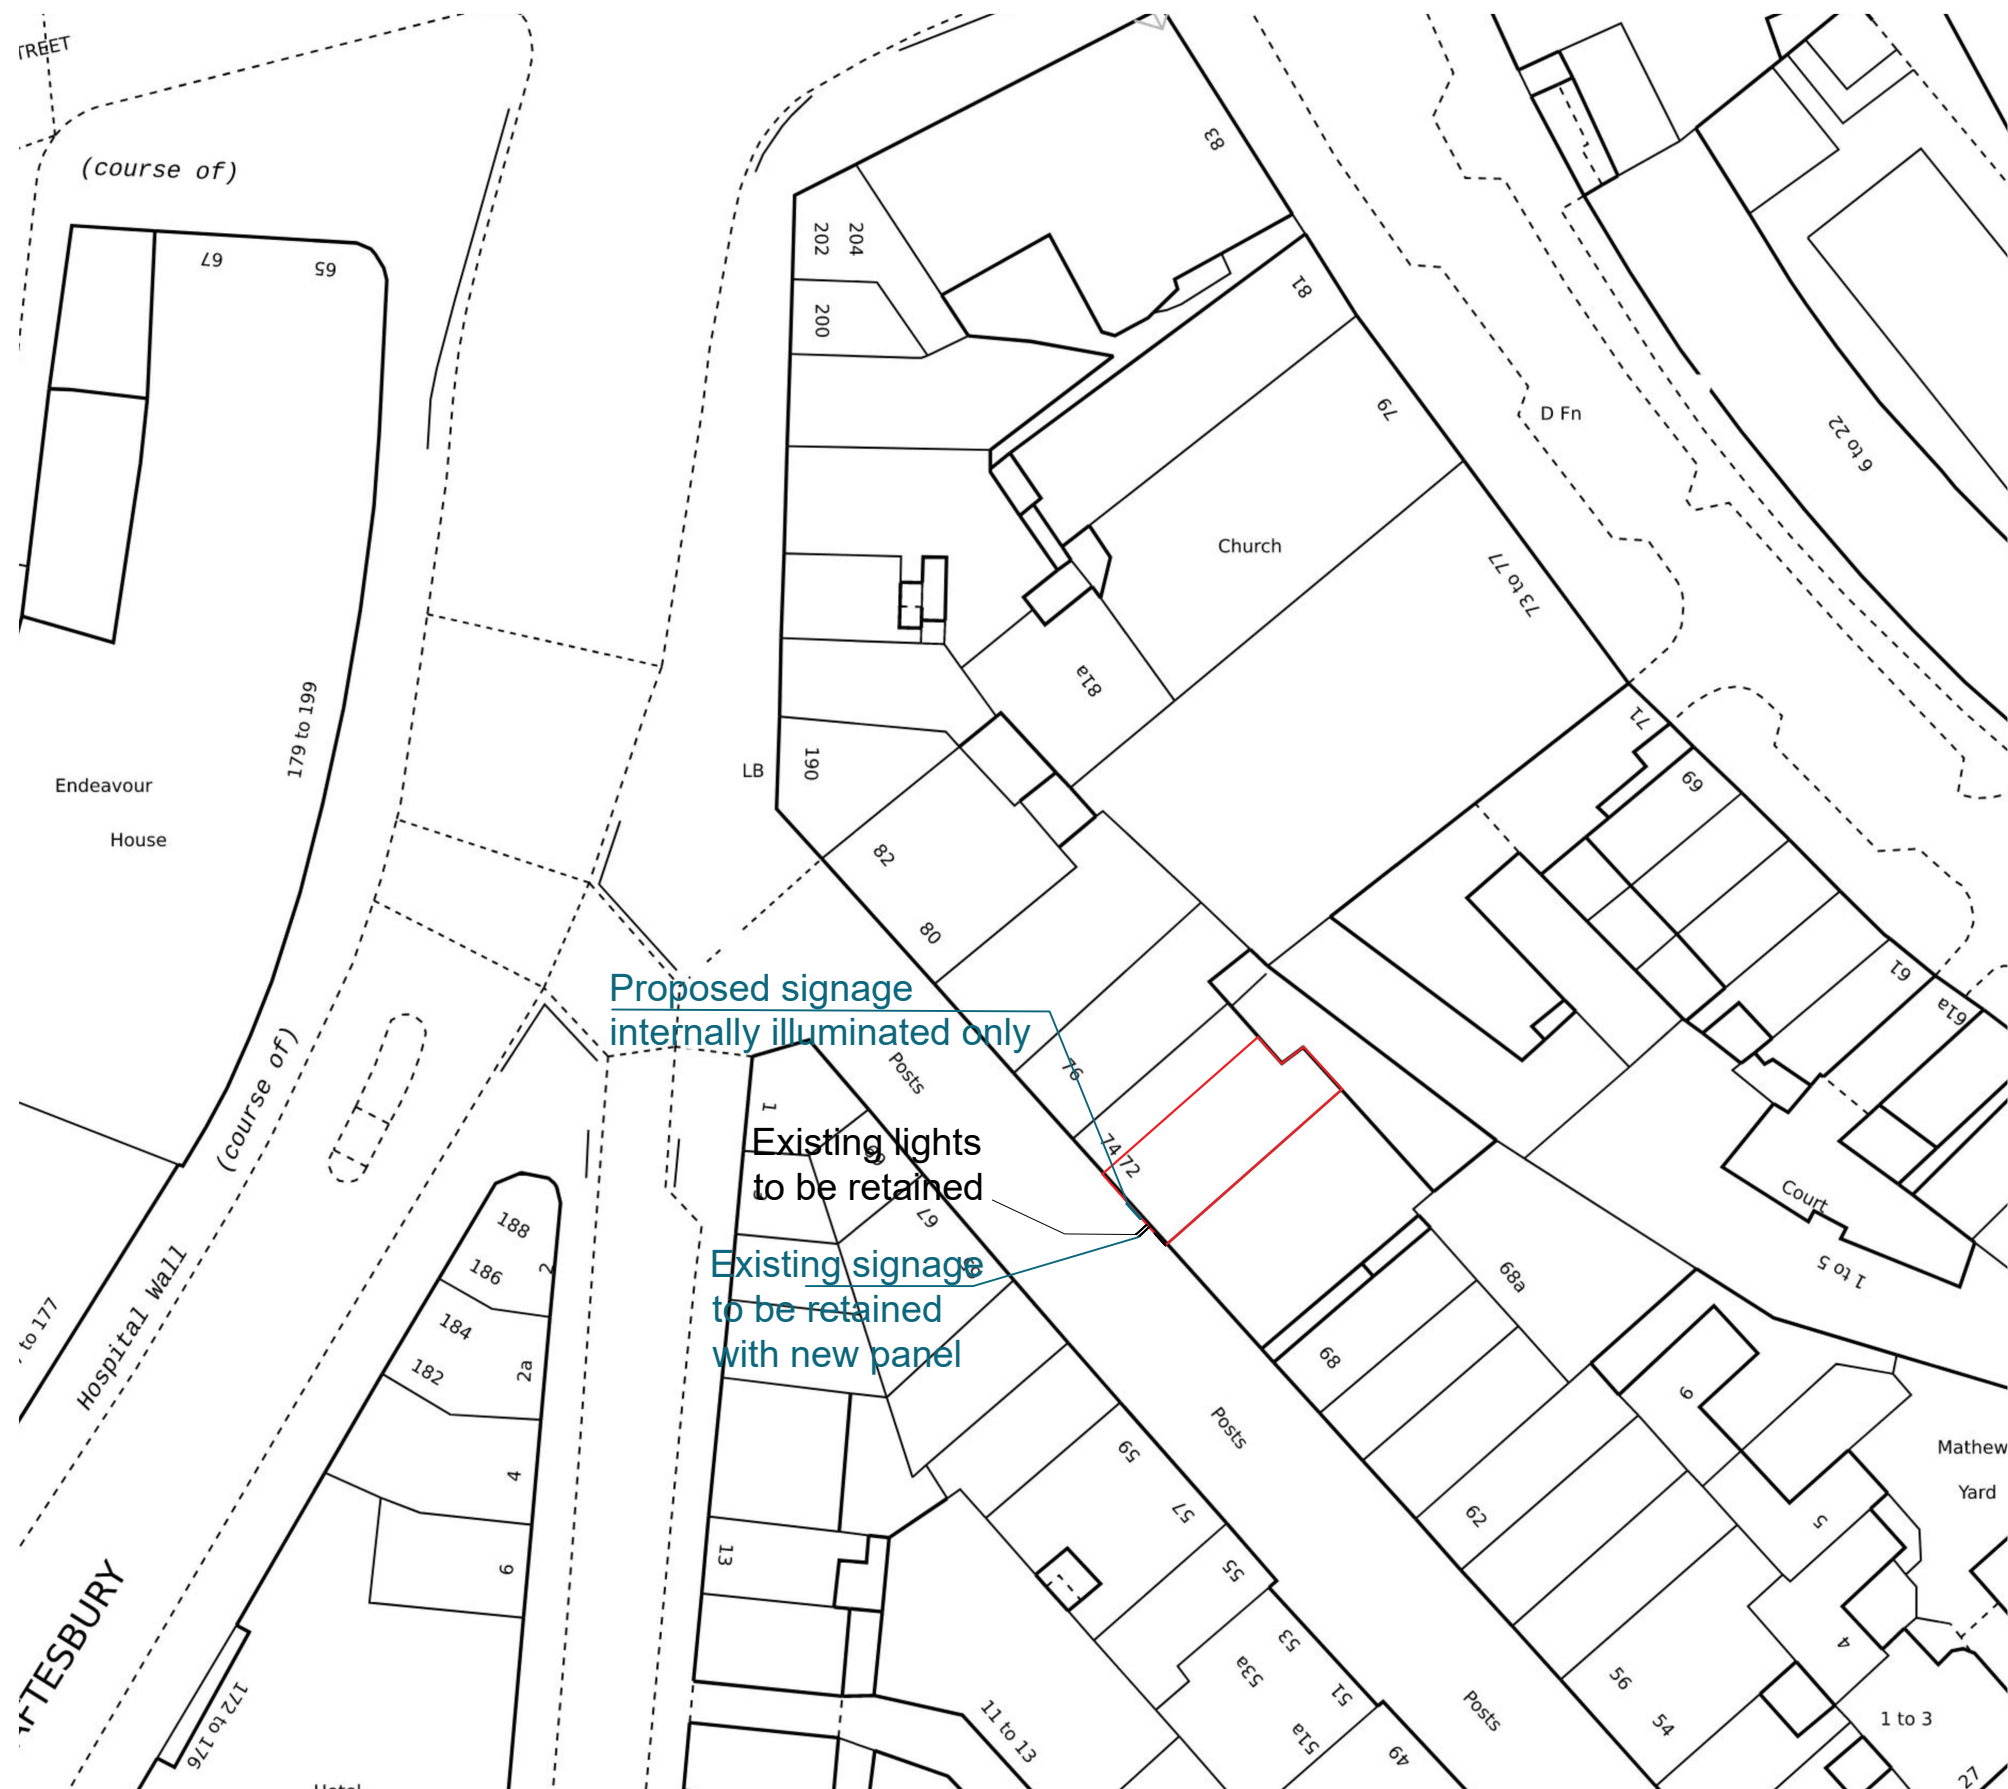 (course of)
83
202
204
67
65
81
200
79
D Fn
6 to 22
Church
73 to 77
81a
179 to 199
71
LB
190
69
Endeavour
House
82
80
61
61a
Proposed signage
internally illuminated only
Posts
76
(course of)
1
Existing lights
to be retained
74
72
Court
67
188
186
2
Existing signage
to be retained
with new panel
68a
1 to 5
to 177
Hospital Wall
184
182
2a
68
6
Posts
59
Mathew
Yard
4
57
62
5
13
6
55
53
53a
4
56
51
51a
54
172 to 176
11 to 13
Posts
49
1 to 3
27